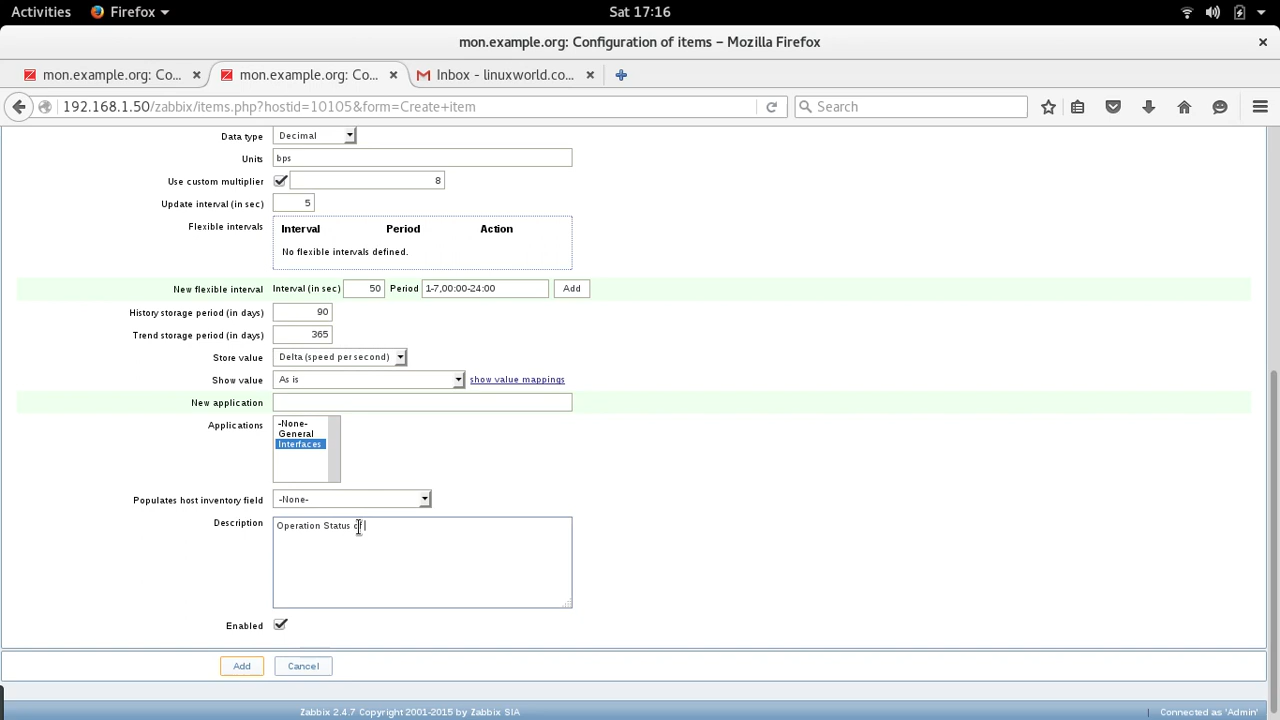 Activities Firefox Sat 17:16
mon.example.org: Configuration of items – Mozilla Firefox
mon.example.org: Co... mon.example.org: Co... Inbox - linuxworld.co...
192.168.1.50/zabbix/items.php?hostid=10105&form=Create+item Search
Data type Decimal
Units bps
Use custom multiplier 8
Update interval (in sec) 5
Flexible intervals Interval Period Action
No flexible intervals defined.
New flexible interval Interval (in sec) 50 Period 1-7,00:00-24:00 Add
History storage period (in days) 90
Trend storage period (in days) 365
Store value Delta (speed per second)
Show value As is show value mappings
New application
Applications -None-
General
Interfaces
Populates host inventory field -None-
Description Operation Status of
Enabled
Add Cancel
Zabbix 2.4.7 Copyright 2001-2015 by Zabbix SIA Connected as 'Admin'